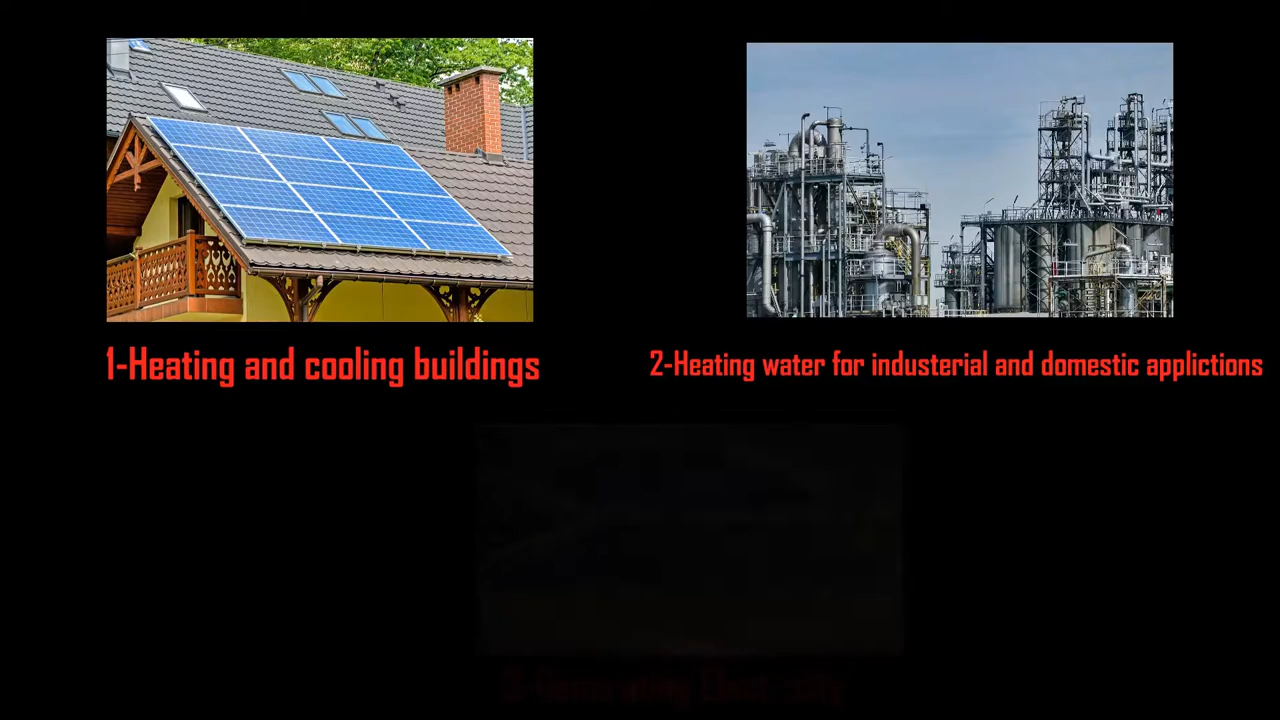 1-Heating and cooling buildings
2-Heating water for industerial and domestic applictions